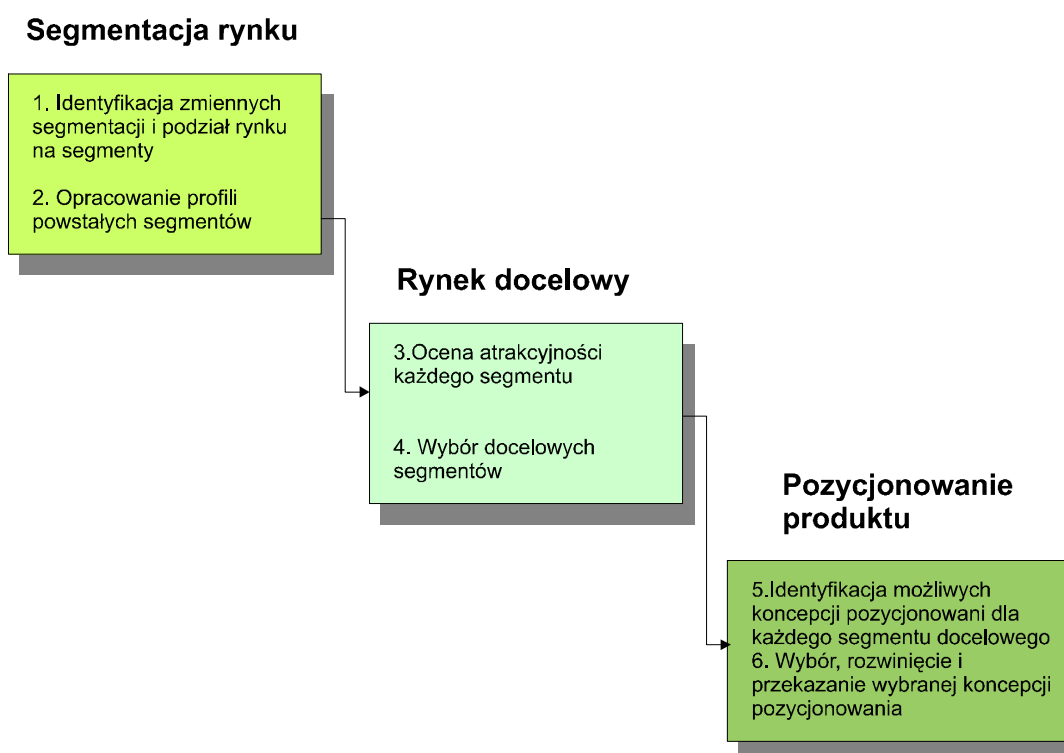 Segmentacja rynku
1. Identyfikacja zmiennych
segmentacji i podział rynku
na segmenty
2. Opracowanie profili
powstałych segmentów
Rynek docelowy
3.Ocena atrakcyjności
każdego segmentu
4. Wybór docelowych
segmentów
Pozycjonowanie
produktu
5.Identyfikacja możliwych
koncepcji pozycjonowani dla
każdego segmentu docelowego
6. Wybór, rozwinięcie i
przekazanie wybranej koncepcji
pozycjonowania